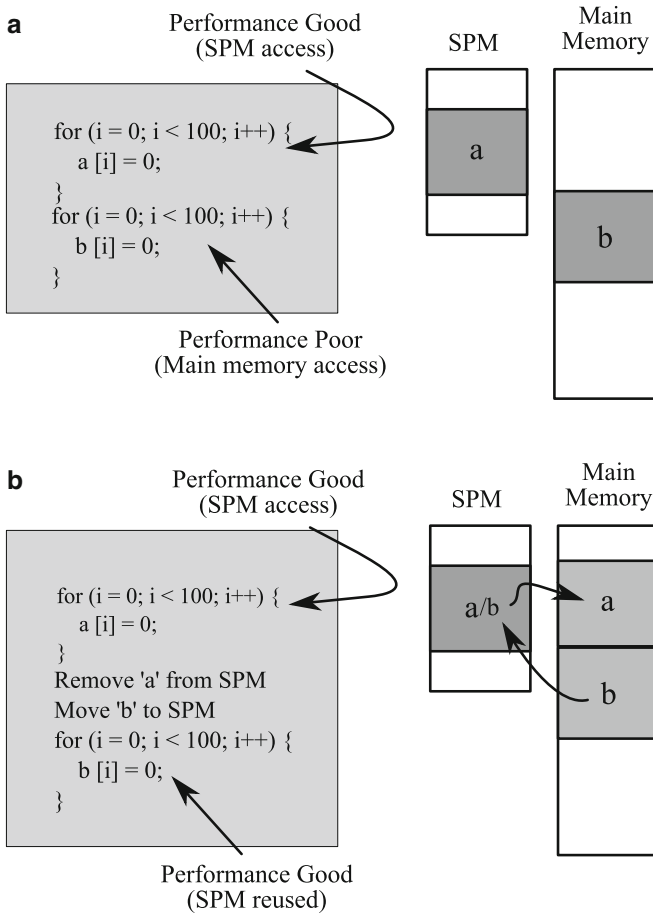 a
Performance Good
(SPM access)
for (i = 0; i < 100; i++) {
a [i] = 0;
}
for (i = 0; i < 100; i++) {
b [i] = 0;
}
Performance Poor
(Main memory access)
SPM
a
Main
Memory
b
b
Performance Good
(SPM access)
for (i = 0; i < 100; i++) {
a [i] = 0;
}
Remove 'a' from SPM
Move 'b' to SPM
for (i = 0; i < 100; i++) {
b [i] = 0;
}
Performance Good
(SPM reused)
SPM
a/b
Main
Memory
a
b